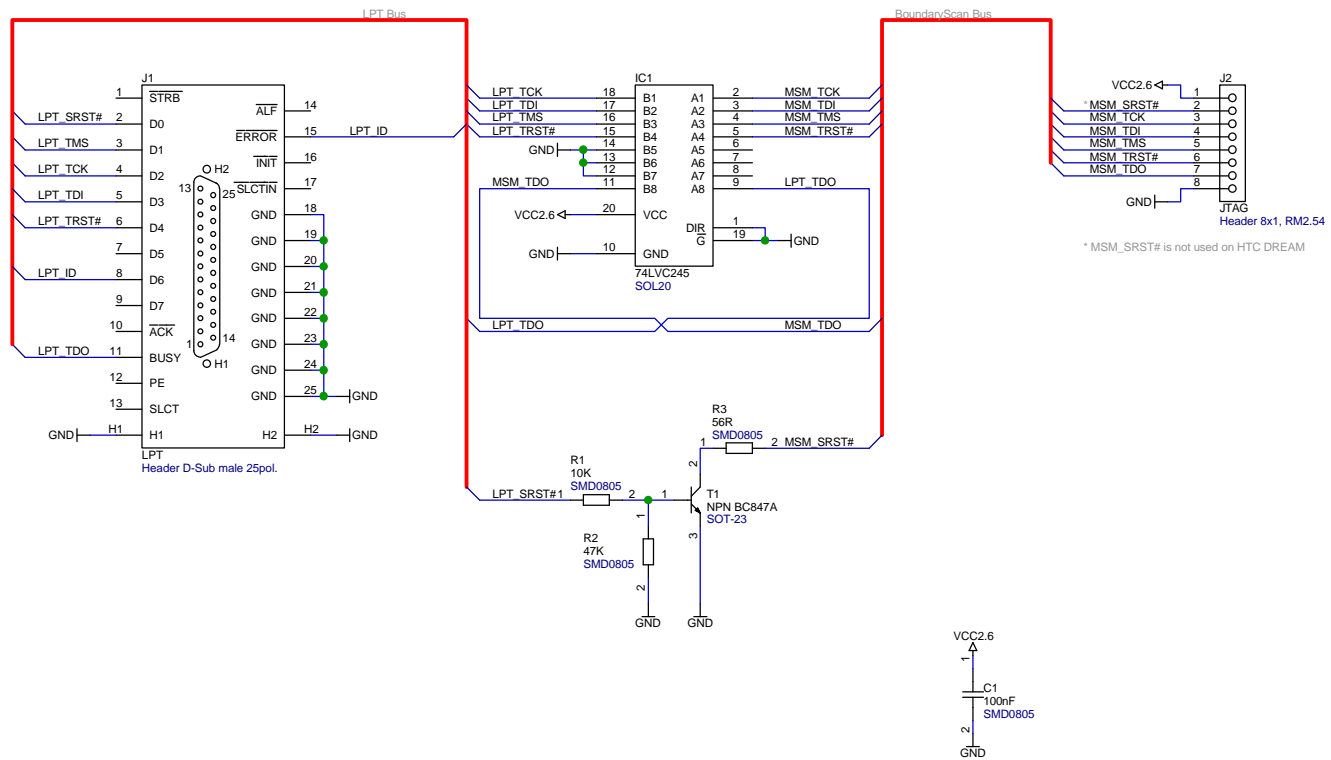 LPT Bus
BoundaryScan Bus
J1
1 STRB
ALF 14
LPT_SRST# 2 D0
ERROR 15 LPT_ID
LPT_TMS 3 D1
INIT 16
LPT_TCK 4 D2
SLCTIN 17
LPT_TDI 5 D3
GND 18
LPT_TRST# 6 D4
GND 19
7 D5
GND 20
LPT_ID 8 D6
GND 21
9 D7
GND 22
10 ACK
GND 23
LPT_TDO 11 BUSY
GND 24
12 PE
GND 25 GND
13 SLCT
GND H1 H1
H2 H2 GND
H2
13
25
14
1
H1
LPT
Header D-Sub male 25pol.
IC1
LPT_TCK 18 B1 A1 2 MSM_TCK
LPT_TDI 17 B2 A2 3 MSM_TDI
LPT_TMS 16 B3 A3 4 MSM_TMS
LPT_TRST# 15 B4 A4 5 MSM_TRST#
GND 14 B5 A5 6
13 B6 A6 7
12 B7 A7 8
MSM_TDO 11 B8 A8 9 LPT_TDO
VCC2.6 20 VCC
DIR 1
G 19 GND
GND 10 GND
74LVC245
SOL20
LPT_TDO MSM_TDO
J2
VCC2.6 1
* MSM_SRST# 2
MSM_TCK 3
MSM_TDI 4
MSM_TMS 5
MSM_TRST# 6
MSM_TDO 7
GND 8
JTAG
Header 8x1, RM2.54
* MSM_SRST# is not used on HTC DREAM
R3
56R
SMD0805
1 2 MSM_SRST#
R1
10K
SMD0805
LPT_SRST# 1 2 1
2
T1
NPN BC847A
SOT-23
3
1
R2
47K
SMD0805
2
GND
GND
VCC2.6
1
C1
100nF
SMD0805
2
GND